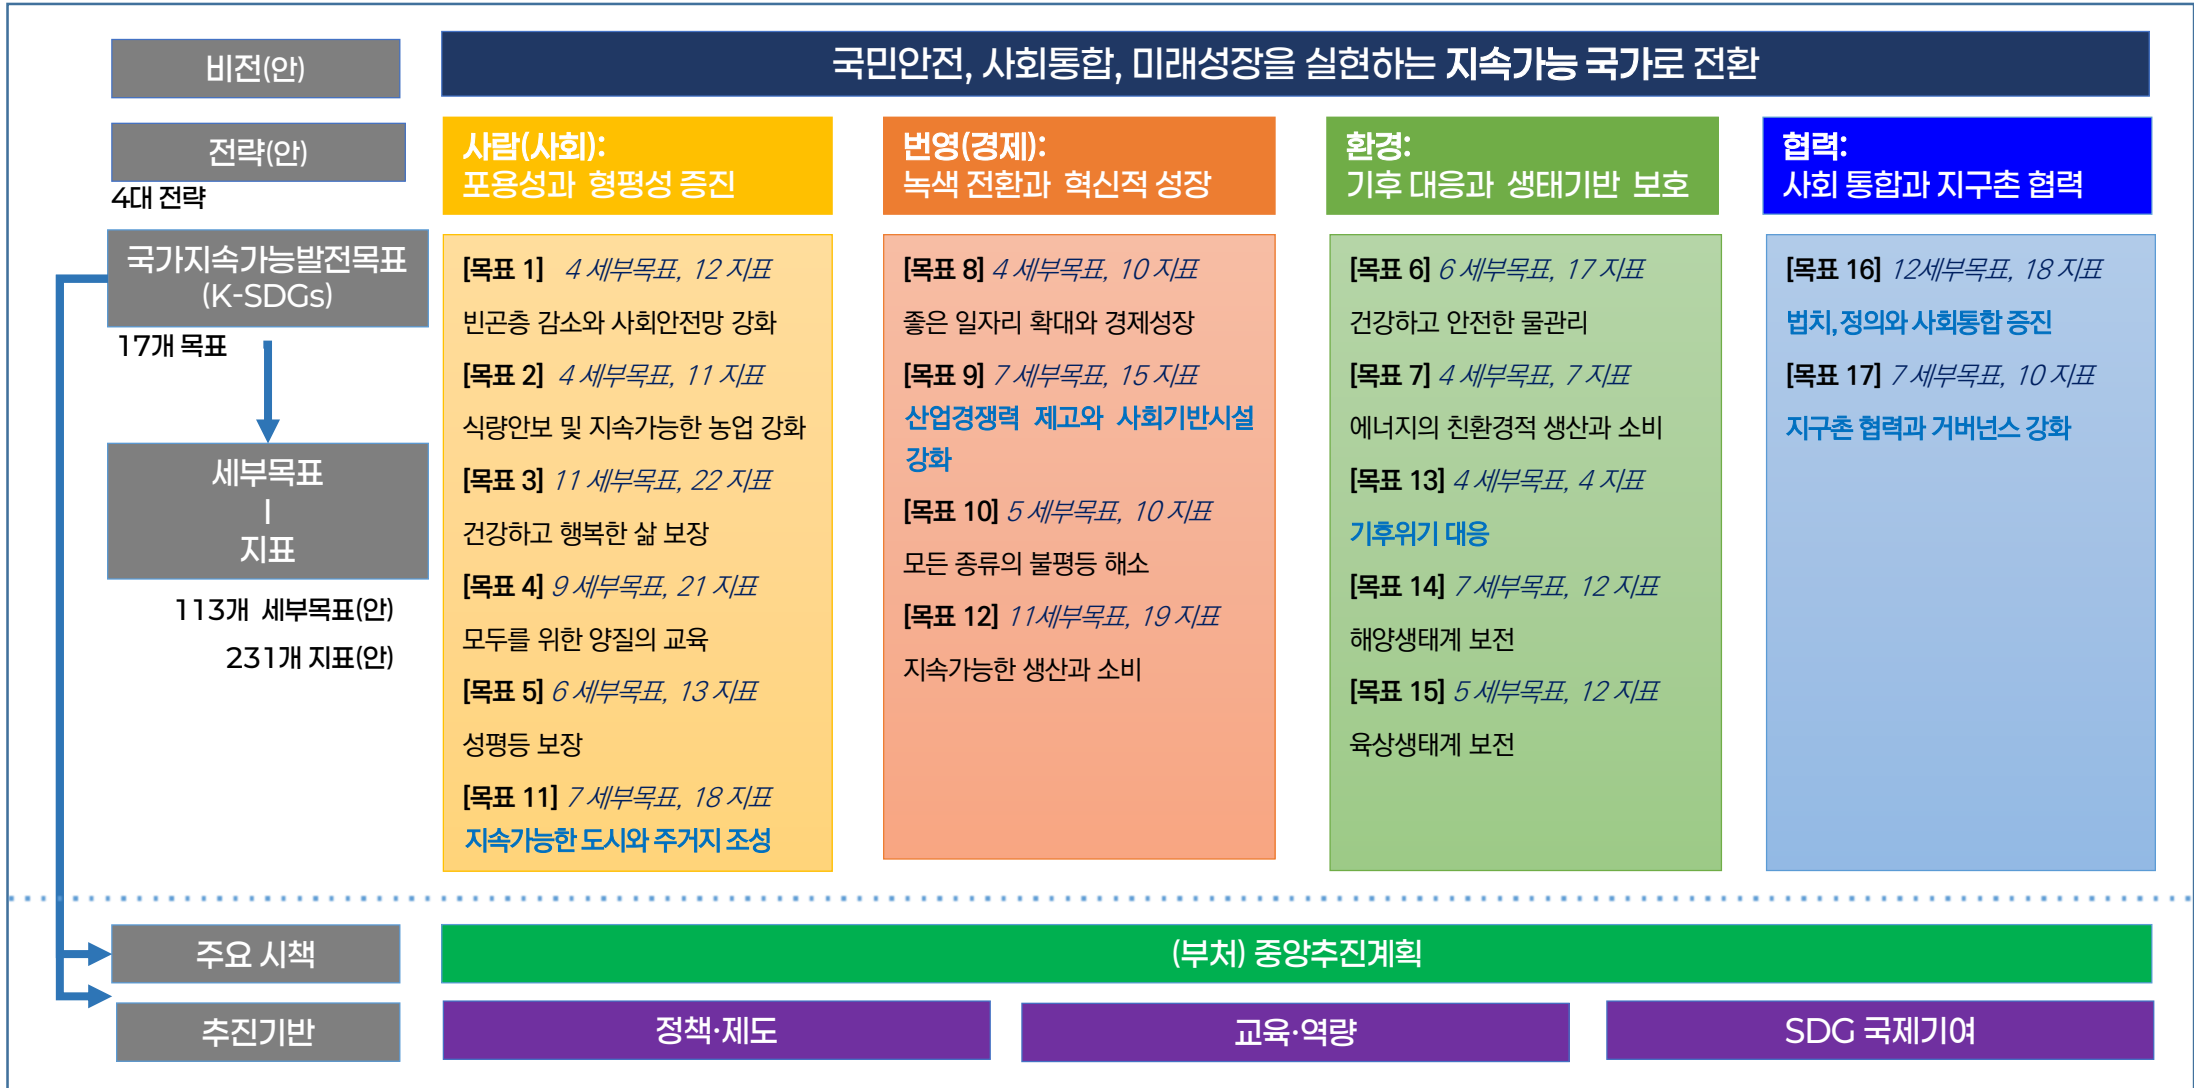 비전(안)
국민안전, 사회통합, 미래성장을 실현하는 지속가능 국가로 전환
전략(안)
4대 전략
사람(사회):
포용성과 형평성 증진
번영(경제):
녹색 전환과 혁신적 성장
환경:
기후 대응과 생태기반 보호
협력:
사회 통합과 지구촌 협력
국가지속가능발전목표
(K-SDGs)
17개 목표
세부목표
|
지표
113개 세부목표(안)
231개 지표(안)
[목표 1] 4 세부목표, 12 지표
빈곤층 감소와 사회안전망 강화
[목표 2] 4 세부목표, 11 지표
식량안보 및 지속가능한 농업 강화
[목표 3] 11 세부목표, 22 지표
건강하고 행복한 삶 보장
[목표 4] 9 세부목표, 21 지표
모두를 위한 양질의 교육
[목표 5] 6 세부목표, 13 지표
성평등 보장
[목표 11] 7 세부목표, 18 지표
지속가능한 도시와 주거지 조성
[목표 8] 4 세부목표, 10 지표
좋은 일자리 확대와 경제성장
[목표 9] 7 세부목표, 15 지표
산업경쟁력 제고와 사회기반시설
강화
[목표 10] 5 세부목표, 10 지표
모든 종류의 불평등 해소
[목표 12] 11세부목표, 19 지표
지속가능한 생산과 소비
[목표 6] 6 세부목표, 17 지표
건강하고 안전한 물관리
[목표 7] 4 세부목표, 7 지표
에너지의 친환경적 생산과 소비
[목표 13] 4 세부목표, 4 지표
기후위기 대응
[목표 14] 7 세부목표, 12 지표
해양생태계 보전
[목표 15] 5 세부목표, 12 지표
육상생태계 보전
[목표 16] 12세부목표, 18 지표
법치, 정의와 사회통합 증진
[목표 17] 7 세부목표, 10 지표
지구촌 협력과 거버넌스 강화
주요 시책
(부처) 중앙추진계획
추진기반
정책·제도
교육·역량
SDG 국제기여